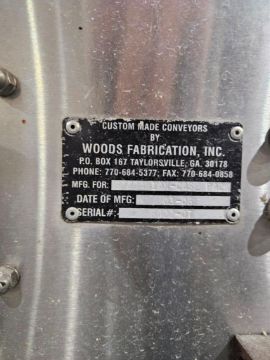 CUSTOM MADE CONVEYORS
BY
WOODS FABRICATION, INC.
P.O. BOX 167 TAYLORSVILLE, GA. 30178
PHONE: 770-684-5377; FAX: 770-684-0858
MFG. FOR:
DATE OF MFG:
SERIAL#: